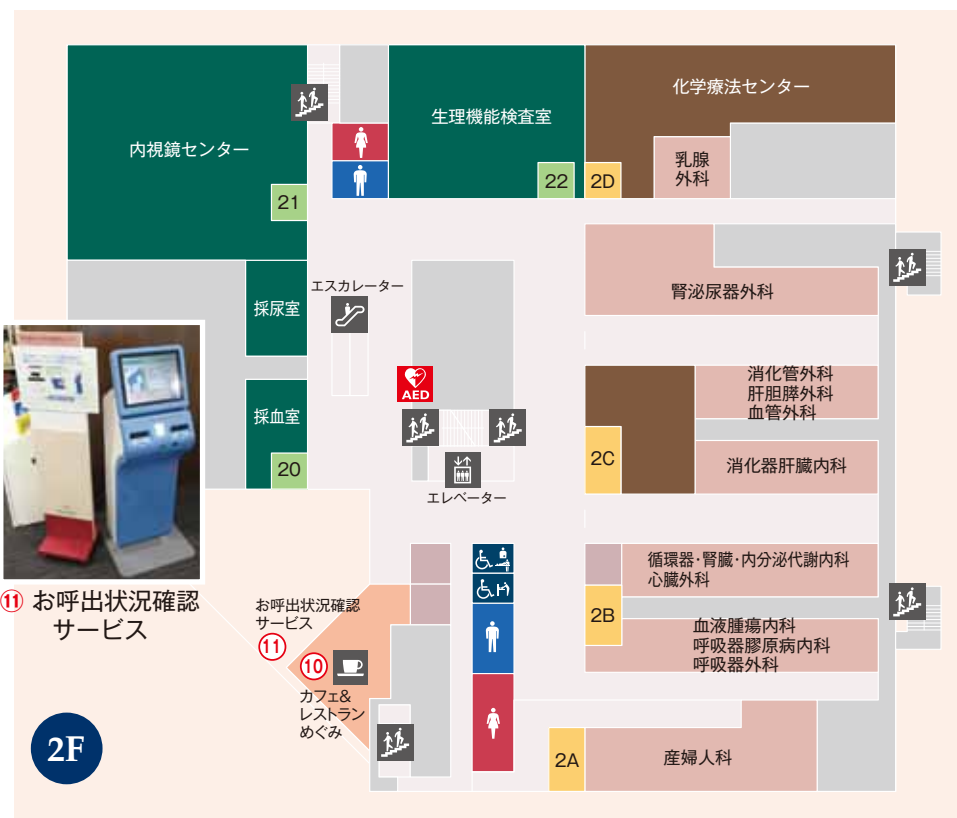 内視鏡センター
21
生理機能検査室
22
化学療法センター
2D
乳腺
外科
採尿室
エスカレーター
腎泌尿器外科
AED
採血室
20
エレベーター
消化管外科
肝胆膵外科
血管外科
2C
消化器肝臓内科
循環器・腎臓・内分泌代謝内科
心臓外科
2B
血液腫瘍内科
呼吸器膠原病内科
呼吸器外科
⑪ お呼出状況確認
サービス
お呼出状況確認
サービス
⑪
⑩
カフェ&
レストラン
めぐみ
2F
2A
産婦人科